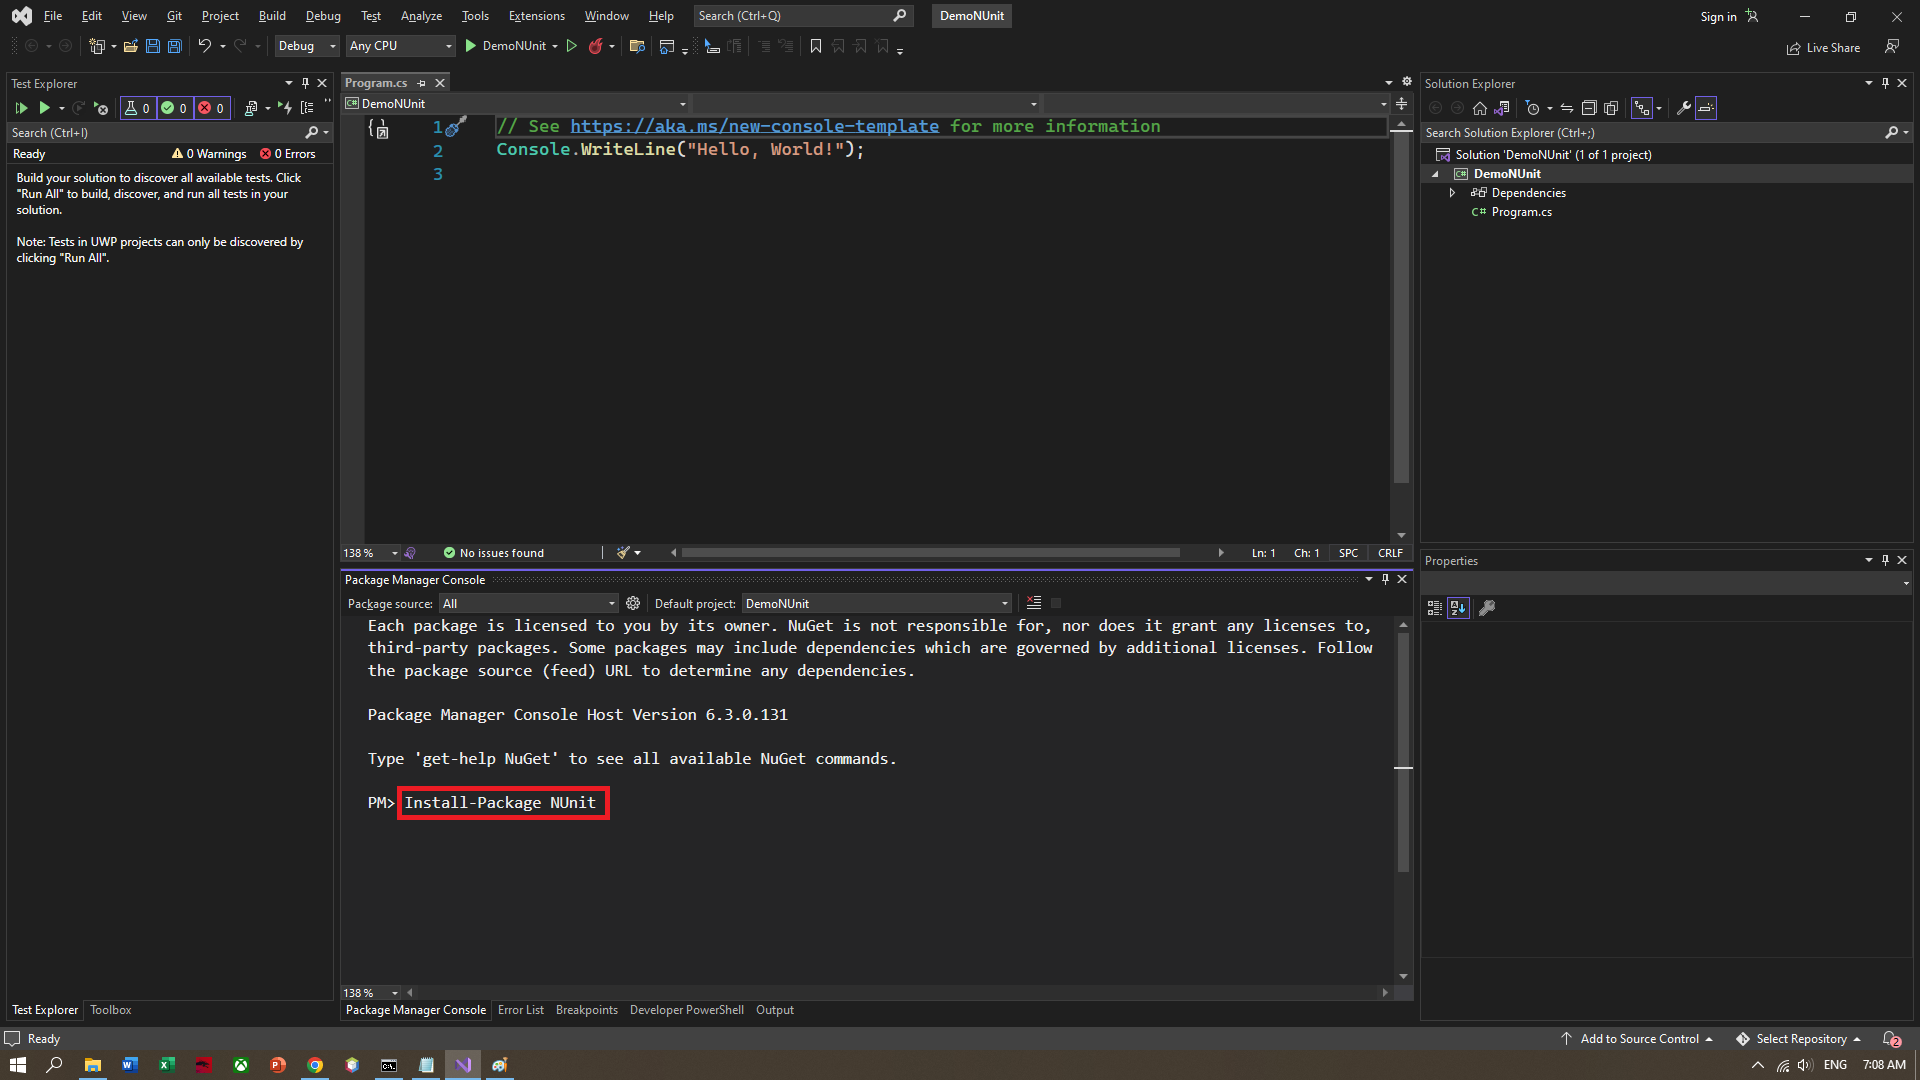 File Edit View Git Project Build Debug Test Analyze Tools Extensions Window Help Search (Ctrl+Q) DemoNUnit Sign in
Debug Any CPU DemoNUnit Live Share
Test Explorer
0 0 0
Search (Ctrl+I)
Ready 0 Warnings 0 Errors
Build your solution to discover all available tests. Click
"Run All" to build, discover, and run all tests in your
solution.
Note: Tests in UWP projects can only be discovered by
clicking "Run All".
Test Explorer Toolbox
Program.cs
C# DemoNUnit
1 // See https://aka.ms/new-console-template for more information
2 Console.WriteLine("Hello, World!");
3
138 % No issues found Ln: 1 Ch: 1 SPC CRLF
Package Manager Console
Package source: All Default project: DemoNUnit
Each package is licensed to you by its owner. NuGet is not responsible for, nor does it grant any licenses to,
third-party packages. Some packages may include dependencies which are governed by additional licenses. Follow
the package source (feed) URL to determine any dependencies.
Package Manager Console Host Version 6.3.0.131
Type 'get-help NuGet' to see all available NuGet commands.
PM> Install-Package NUnit
138 %
Package Manager Console Error List Breakpoints Developer PowerShell Output
Solution Explorer
Search Solution Explorer (Ctrl+;)
Solution 'DemoNUnit' (1 of 1 project)
C# DemoNUnit
Dependencies
C# Program.cs
Properties
Ready Add to Source Control Select Repository 2
ENG 7:08 AM